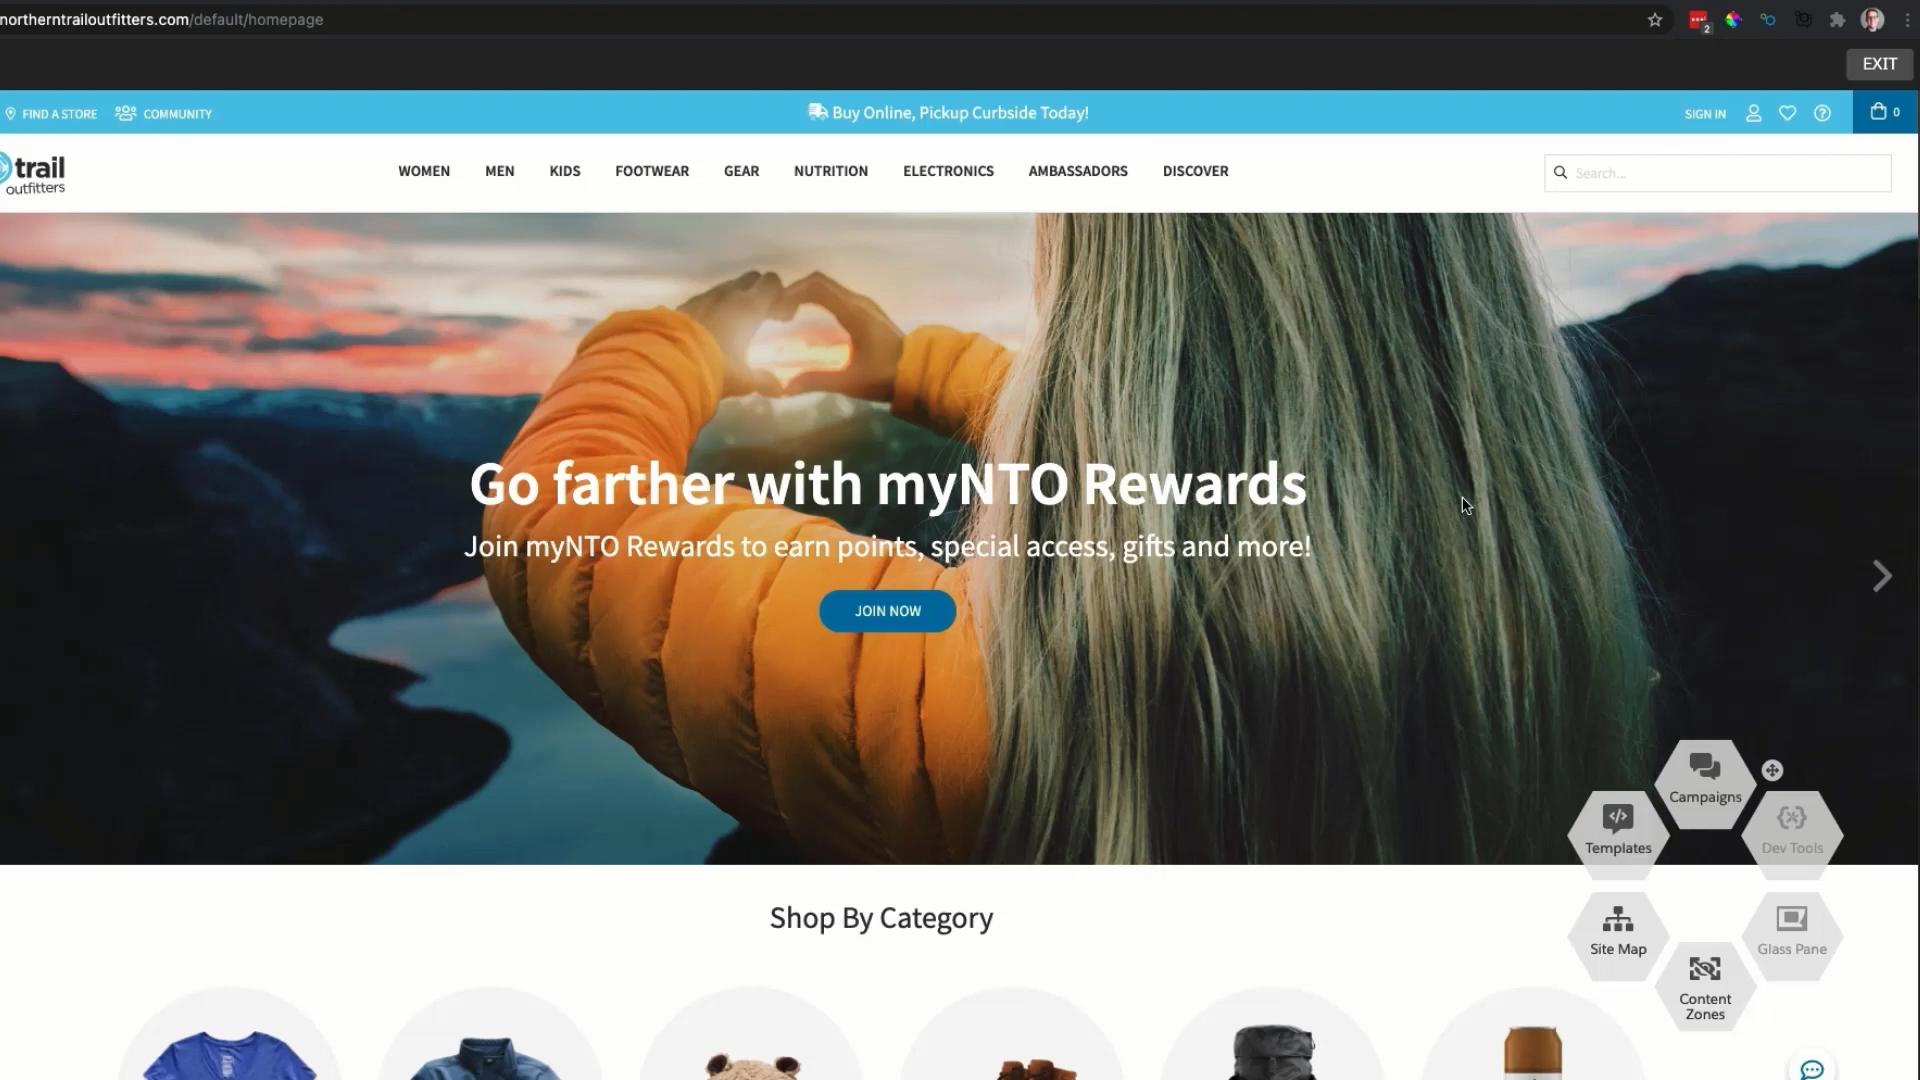 northerntrailoutfitters.com/default/homepage
2
EXIT
FIND A STORE COMMUNITY
Buy Online, Pickup Curbside Today!
SIGN IN
0
trail
outfitters
WOMEN MEN KIDS FOOTWEAR GEAR NUTRITION ELECTRONICS AMBASSADORS DISCOVER
Search...
Go farther with myNTO Rewards
Join myNTO Rewards to earn points, special access, gifts and more!
JOIN NOW
Campaigns
Templates
Dev Tools
Site Map
Glass Pane
Content
Zones
Shop By Category